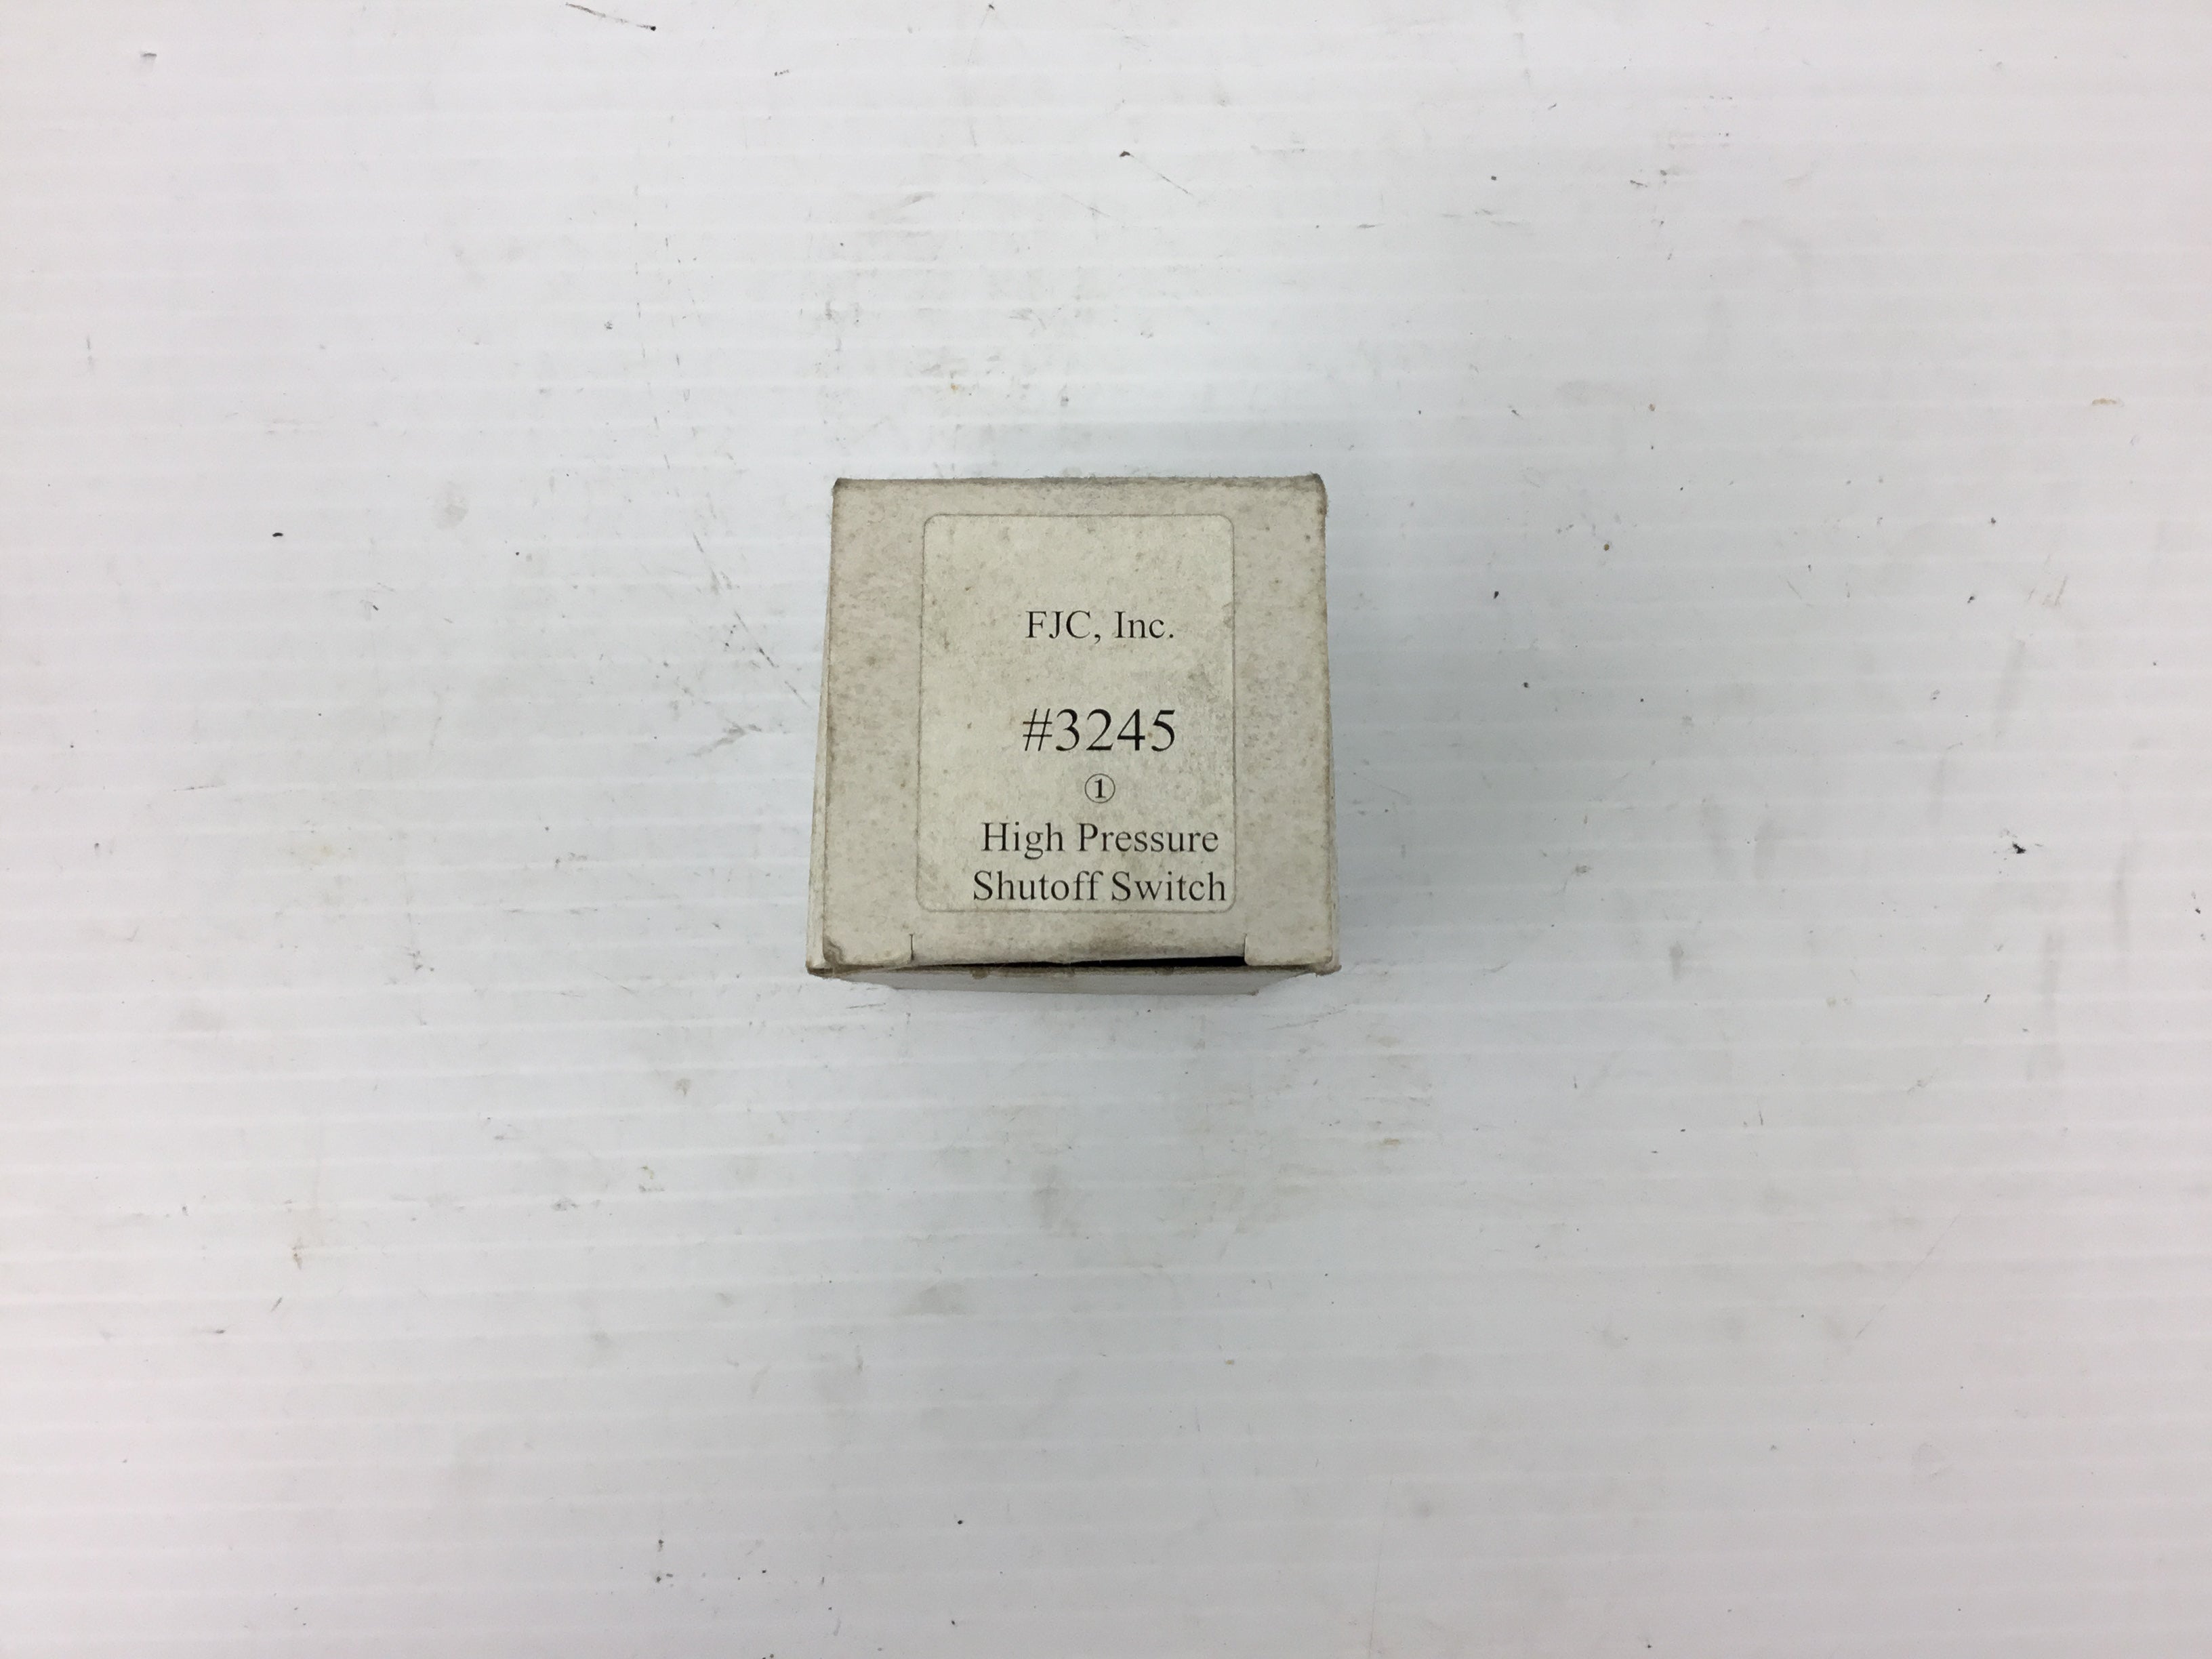 FJC, Inc.
#3245
①
High Pressure
Shutoff Switch